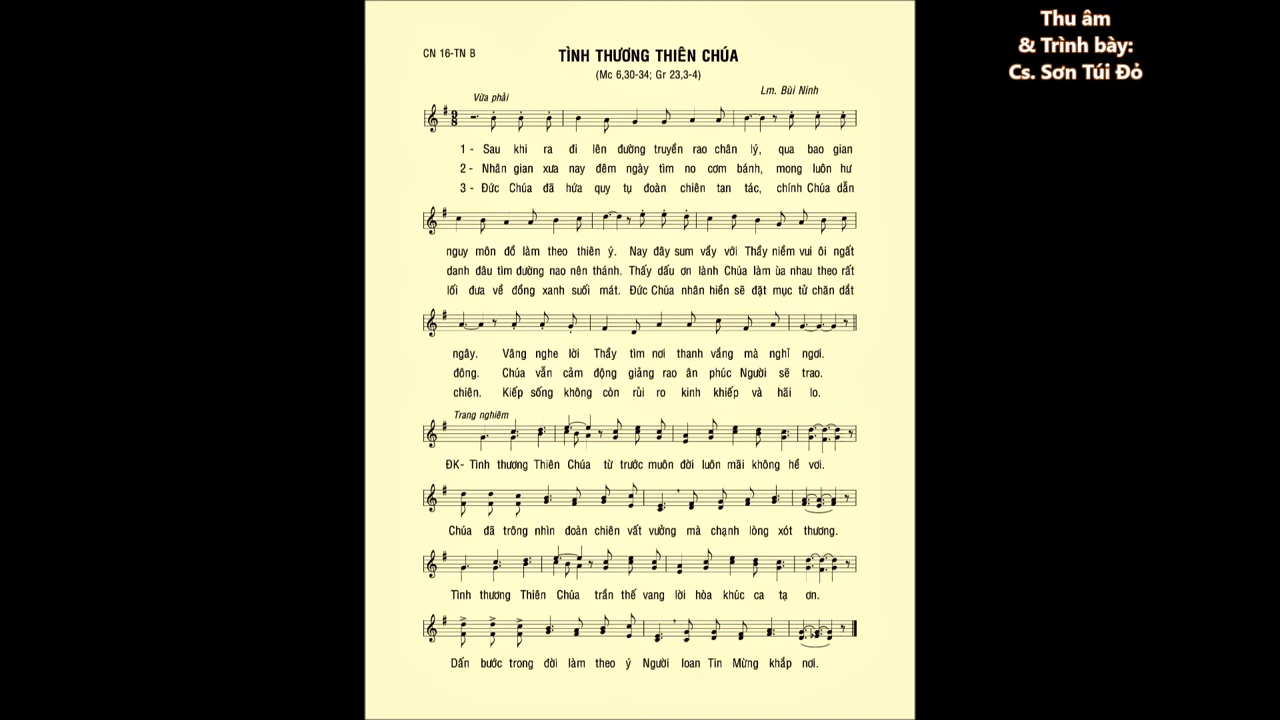 Thu âm
& Trình bày:
Cs. Sơn Túi Đỏ
CN 16-TN B
TÌNH THƯƠNG THIÊN CHÚA
(Mc 6,30-34; Gr 23,3-4)
Lm. Bùi Ninh
Vừa phải
1 - Sau khi ra đi lên đường truyền rao chân lý, qua bao gian
2 - Nhân gian xưa nay đêm ngày tìm no cơm bánh, mong luôn hư
3 - Đức Chúa đã hứa quy tụ đoàn chiên tan tác, chính Chúa dẫn
nguy môn đồ làm theo thiên ý. Nay đây sum vầy với Thầy niềm vui ôi ngất
danh đâu tìm đường nao nên thánh. Thấy dấu ơn lành Chúa làm ùa nhau theo rất
lối đưa về đồng xanh suối mát. Đức Chúa nhân hiền sẽ đặt mục tử chăn dắt
ngây. Vâng nghe lời Thầy tìm nơi thanh vắng mà nghỉ ngơi.
đông. Chúa vẫn cảm động giảng rao ân phúc Người sẽ trao.
chiên. Kiếp sống không còn rủi ro kinh khiếp và hãi lo.
Trang nghiêm
ĐK- Tình thương Thiên Chúa từ trước muôn đời luôn mãi không hề vơi.
Chúa đã trông nhìn đoàn chiên vất vưởng mà chạnh lòng xót thương.
Tình thương Thiên Chúa trần thế vang lời hòa khúc ca tạ ơn.
Dấn bước trong đời làm theo ý Người loan Tin Mừng khắp nơi.